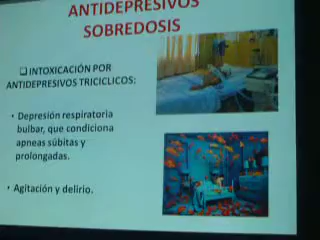 ANTIDEPRESIVOS
SOBREDOSIS
❑ INTOXICACIÓN POR
ANTIDEPRESIVOS TRICICLICOS:
• Depresión respiratoria
bulbar, que condiciona
apneas súbitas y
prolongadas.
• Agitación y delirio.